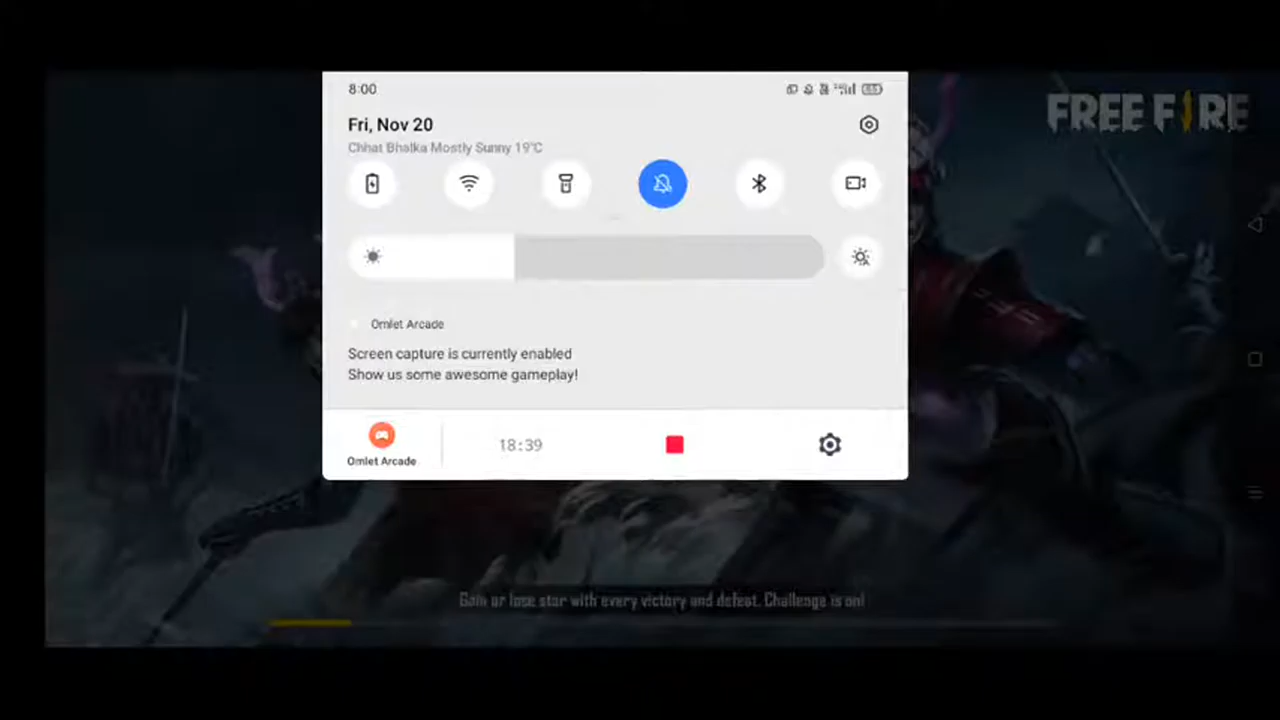 8:00
Fri, Nov 20
Chhat Bhalka Mostly Sunny 19°C
FREE FIRE
Omlet Arcade
Screen capture is currently enabled
Show us some awesome gameplay!
Omlet Arcade
18:39
Gain or lose star with every victory and defeat. Challenge is on!